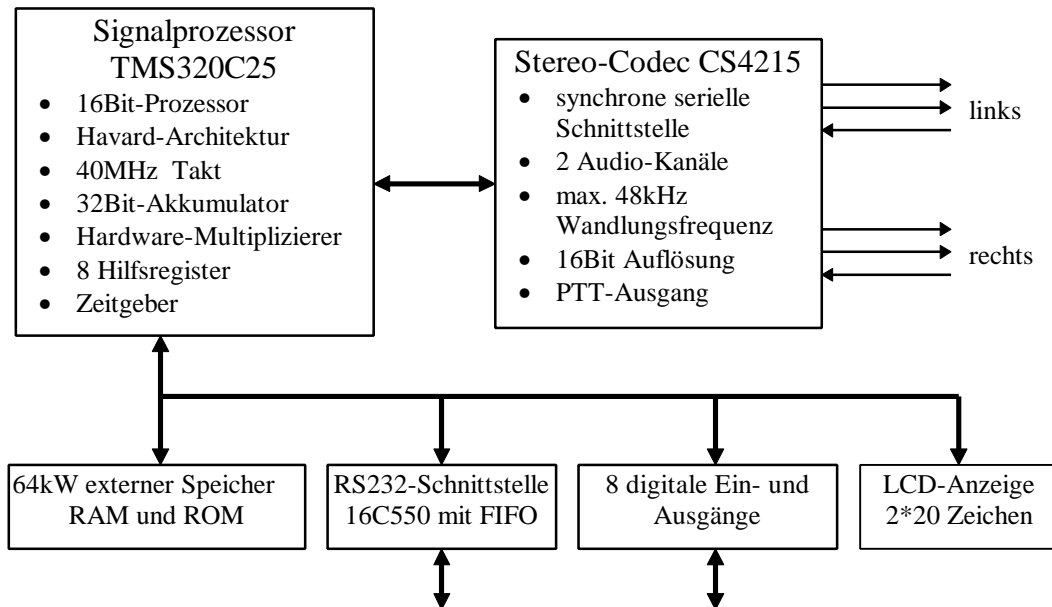 Signalprozessor
TMS320C25
• 16Bit-Prozessor
• Havard-Architektur
• 40MHz Takt
• 32Bit-Akkumulator
• Hardware-Multiplizierer
• 8 Hilfsregister
• Zeitgeber
Stereo-Codec CS4215
• synchrone serielle
Schnittstelle
• 2 Audio-Kanäle
• max. 48kHz
Wandlungsfrequenz
• 16Bit Auflösung
• PTT-Ausgang
links
rechts
64kW externer Speicher
RAM und ROM
RS232-Schnittstelle
16C550 mit FIFO
8 digitale Ein- und
Ausgänge
LCD-Anzeige
2*20 Zeichen